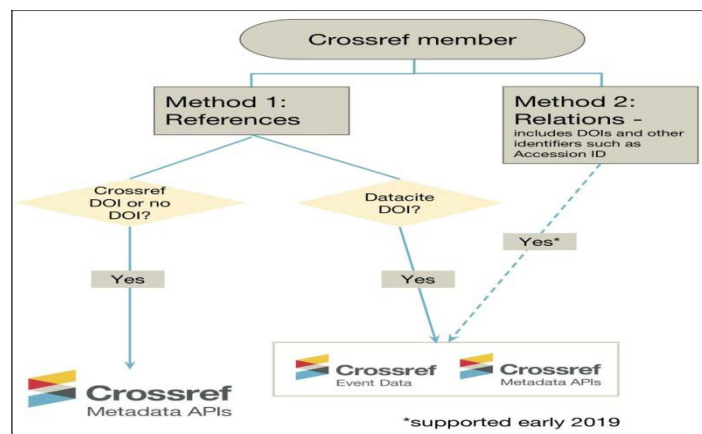 Crossref member
Method 1:
References
Method 2:
Relations -
includes DOIs and other
identifiers such as
Accession ID
Crossref
DOI or no
DOI?
Datacite
DOI?
Yes
Yes
Yes*
Crossref
Metadata APIs
Crossref
Event Data
Crossref
Metadata APIs
*supported early 2019